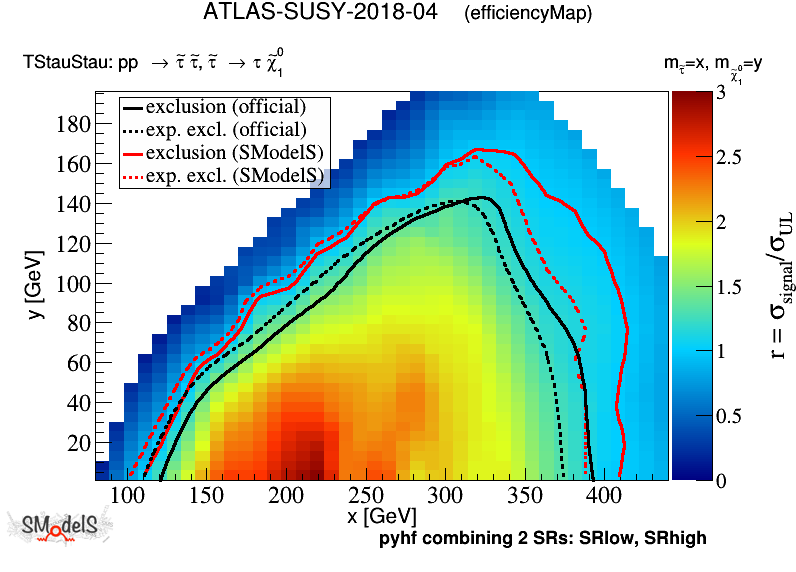 ATLAS-SUSY-2018-04 (efficiencyMap)
TStauStau: pp → τ̃ τ̃, τ̃ → τ χ̃₁⁰
m_τ̃=x, m_χ̃₁⁰=y
exclusion (official)
exp. excl. (official)
exclusion (SModelS)
exp. excl. (SModelS)
y [GeV]
180
160
140
120
100
80
60
40
20
100 150 200 250 300 350 400
x [GeV]
3
2.5
2
1.5
1
0.5
0
r = σ_signal/σ_UL
SModelS
pyhf combining 2 SRs: SRlow, SRhigh